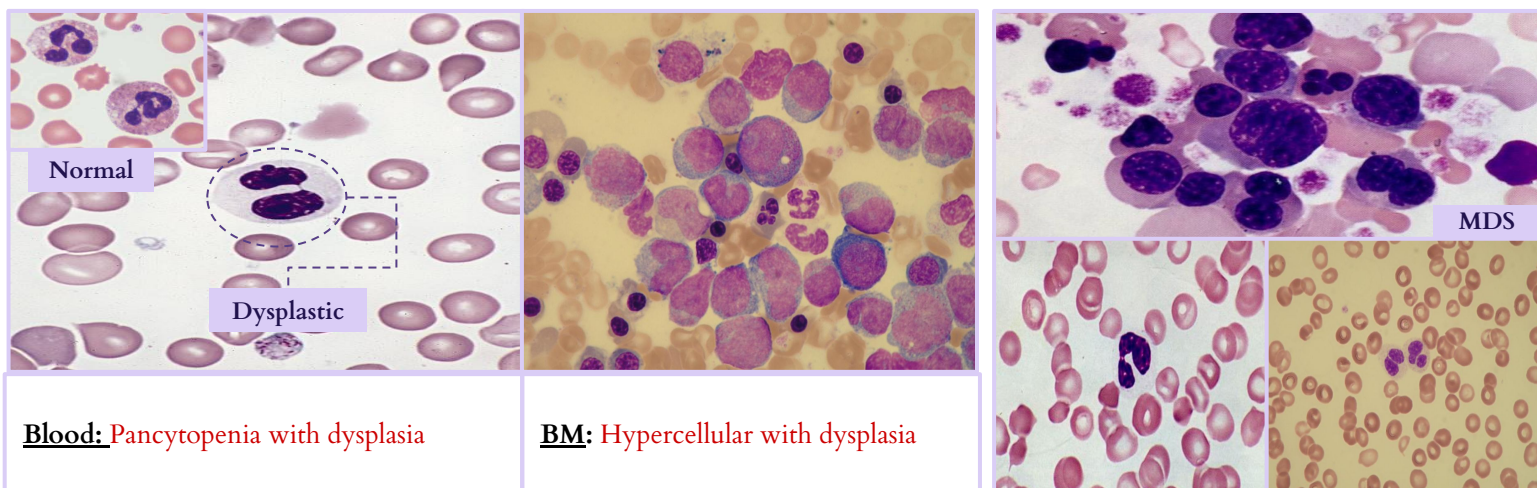 Normal
Dysplastic
MDS
Blood: Pancytopenia with dysplasia
BM: Hypercellular with dysplasia